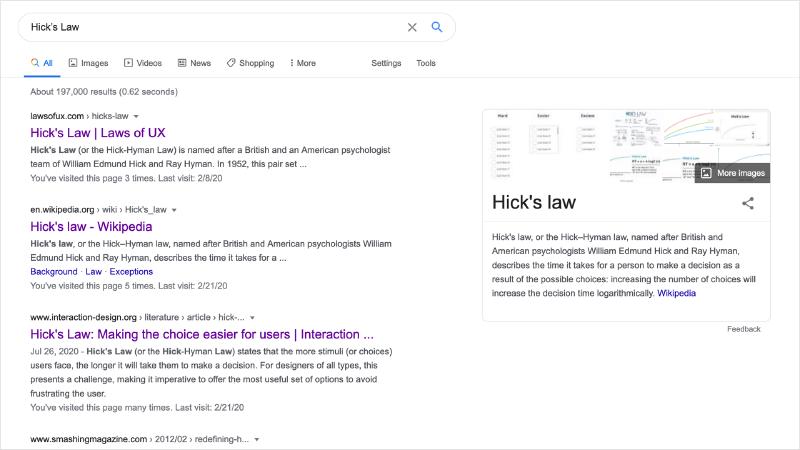 Hick's Law
All
Images
Videos
News
Shopping
More
Settings
Tools
About 197,000 results (0.62 seconds)
lawsofux.com › hicks-law
Hick's Law | Laws of UX
Hick's Law (or the Hick-Hyman Law) is named after a British and an American psychologist
team of William Edmund Hick and Ray Hyman. In 1952, this pair set ...
You've visited this page 3 times. Last visit: 2/8/20
en.wikipedia.org › wiki › Hick's_law
Hick's law - Wikipedia
Hick's law, or the Hick–Hyman law, named after British and American psychologists William
Edmund Hick and Ray Hyman, describes the time it takes for a ...
Background · Law · Exceptions
You've visited this page 5 times. Last visit: 2/21/20
www.interaction-design.org › literature › article › hick-...
Hick's Law: Making the choice easier for users | Interaction ...
Jul 26, 2020 - Hick's Law (or the Hick-Hyman Law) states that the more stimuli (or choices)
users face, the longer it will take them to make a decision. For designers of all types, this
presents a challenge, making it imperative to offer the most useful set of options to avoid
frustrating the user.
You've visited this page many times. Last visit: 2/21/20
www.smashingmagazine.com › 2012/02 › redefining-h...
More images
Hick's law
Hick's law, or the Hick–Hyman law, named after British and
American psychologists William Edmund Hick and Ray Hyman,
describes the time it takes for a person to make a decision as a
result of the possible choices: increasing the number of choices will
increase the decision time logarithmically. Wikipedia
Feedback